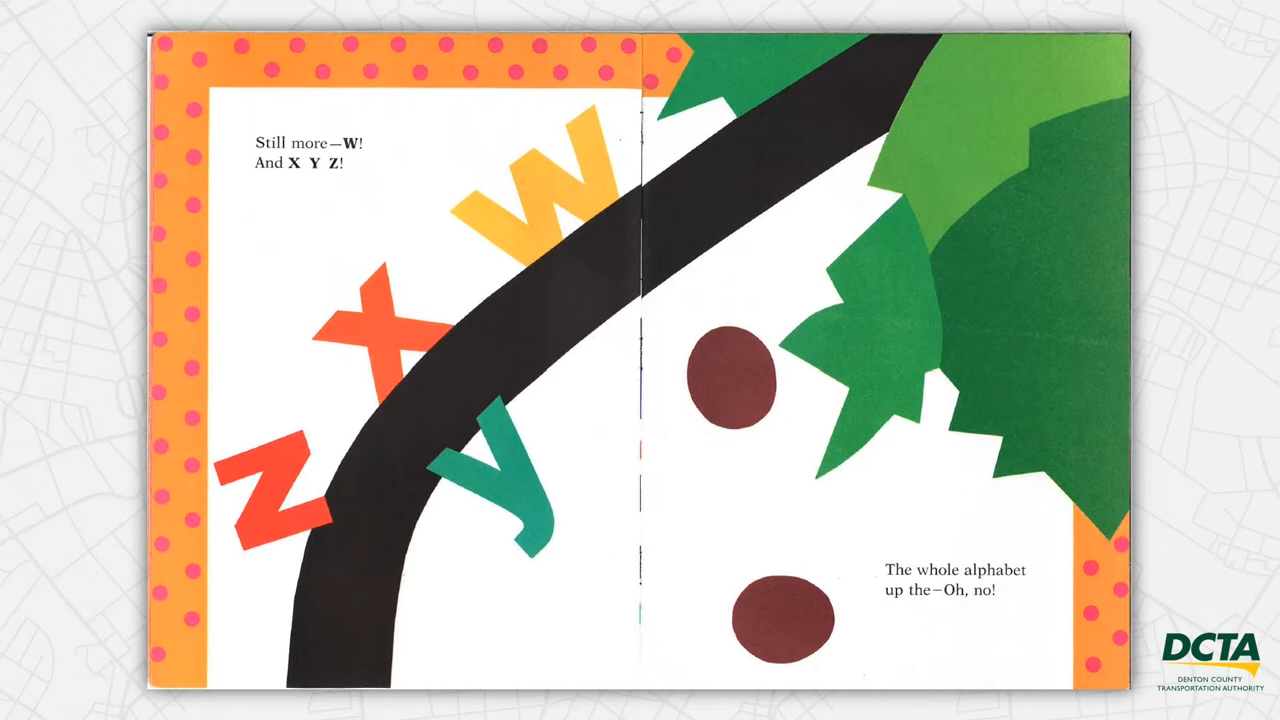 Still more—W!
And X Y Z!
W
X
y
z
The whole alphabet
up the—Oh, no!
DCTA
DENTON COUNTY
TRANSPORTATION AUTHORITY